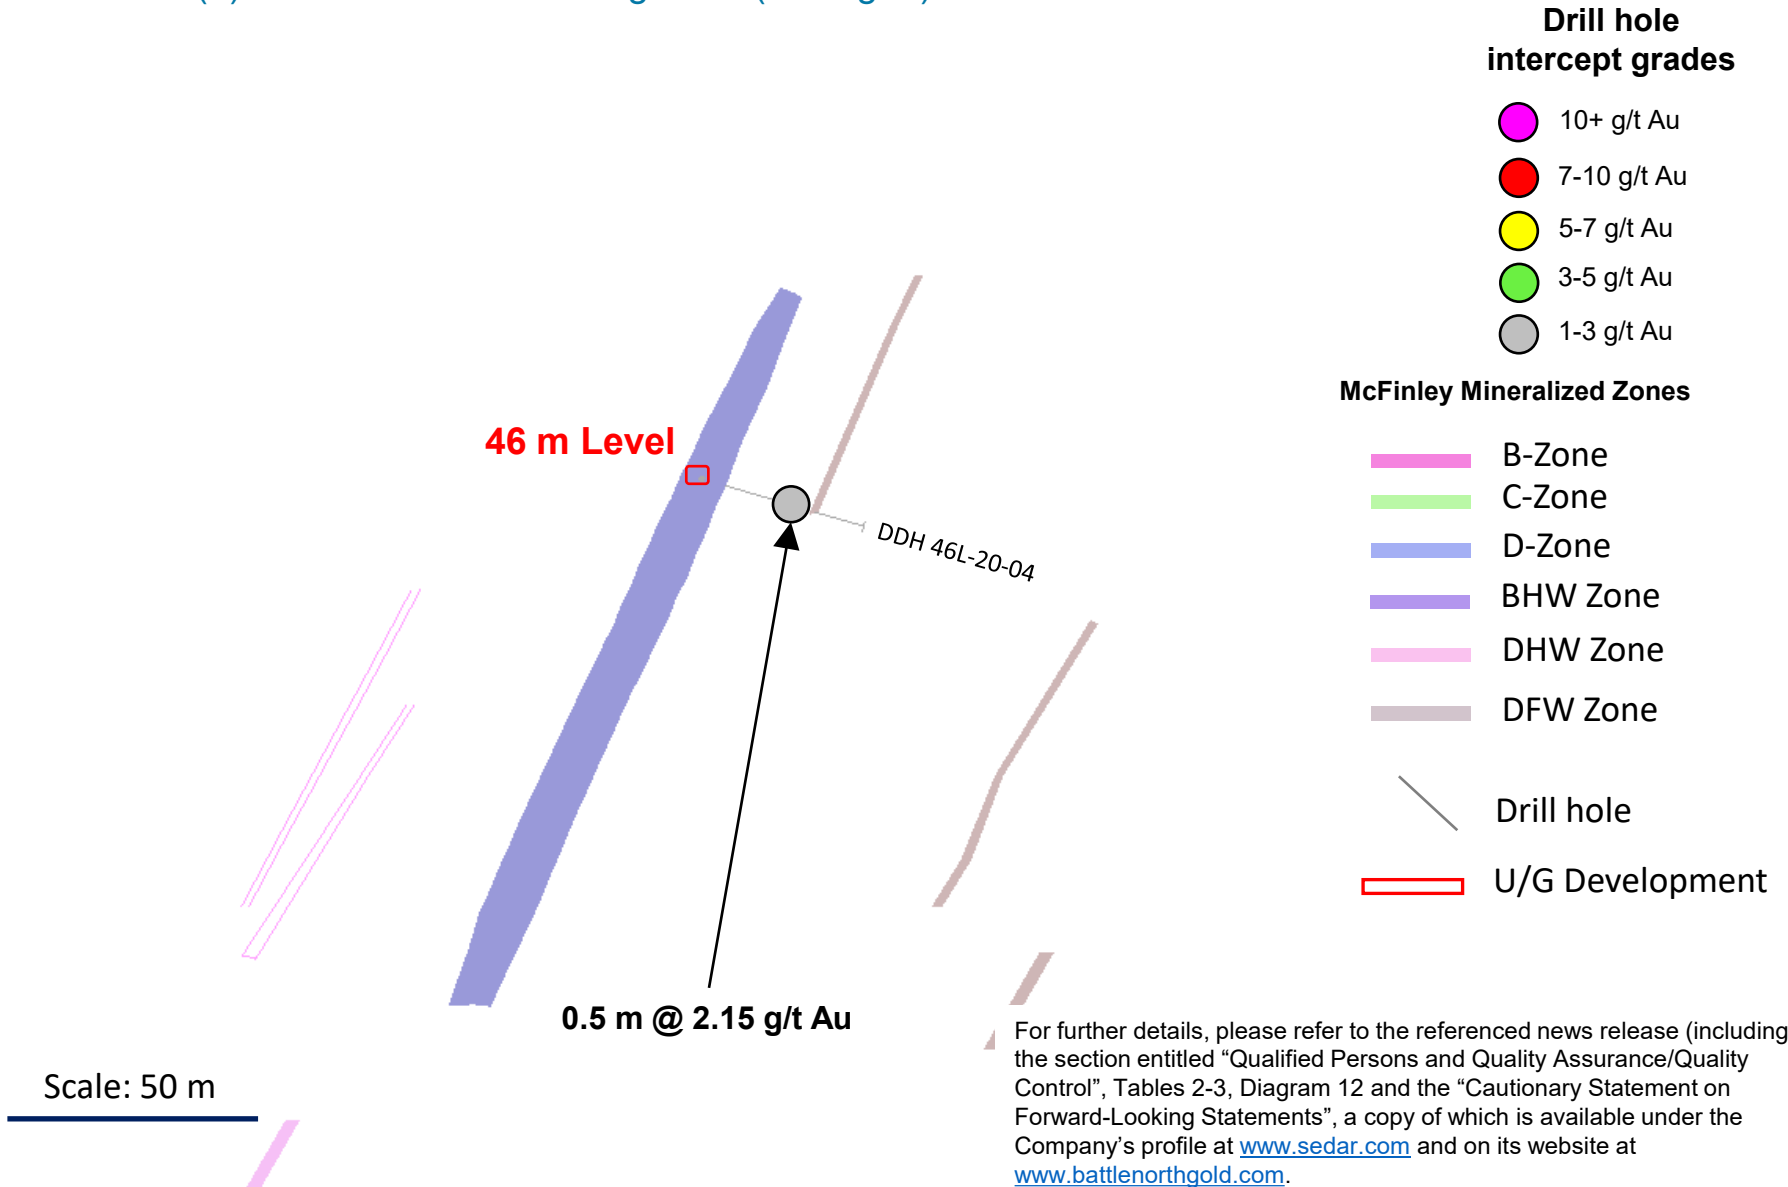 Drill hole
intercept grades
10+ g/t Au
7-10 g/t Au
5-7 g/t Au
3-5 g/t Au
1-3 g/t Au
McFinley Mineralized Zones
B-Zone
C-Zone
D-Zone
BHW Zone
DHW Zone
DFW Zone
Drill hole
U/G Development
46 m Level
DDH 46L-20-04
0.5 m @ 2.15 g/t Au
Scale: 50 m
For further details, please refer to the referenced news release (including
the section entitled “Qualified Persons and Quality Assurance/Quality
Control”, Tables 2-3, Diagram 12 and the “Cautionary Statement on
Forward-Looking Statements”, a copy of which is available under the
Company’s profile at www.sedar.com and on its website at
www.battlenorthgold.com.